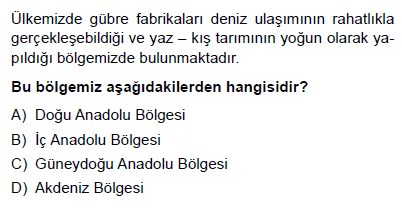 Ülkemizde gübre fabrikaları deniz ulaşımının rahatlıkla
gerçekleşebildiği ve yaz – kış tarımının yoğun olarak ya-
pıldığı bölgemizde bulunmaktadır.
Bu bölgemiz aşağıdakilerden hangisidir?
A) Doğu Anadolu Bölgesi
B) İç Anadolu Bölgesi
C) Güneydoğu Anadolu Bölgesi
D) Akdeniz Bölgesi